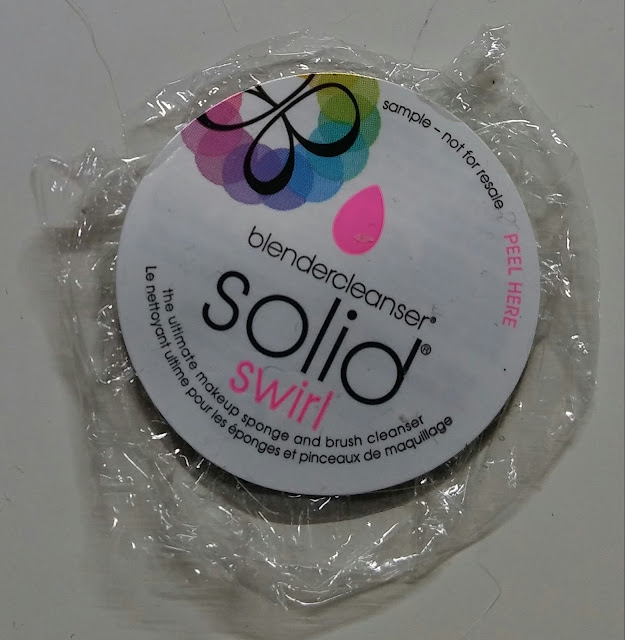 sample - not for resale
PEEL HERE
blendercleanser®
solid®
swirl
the ultimate makeup sponge and brush cleanser
Le nettoyant ultime pour les éponges et pinceaux de maquillage